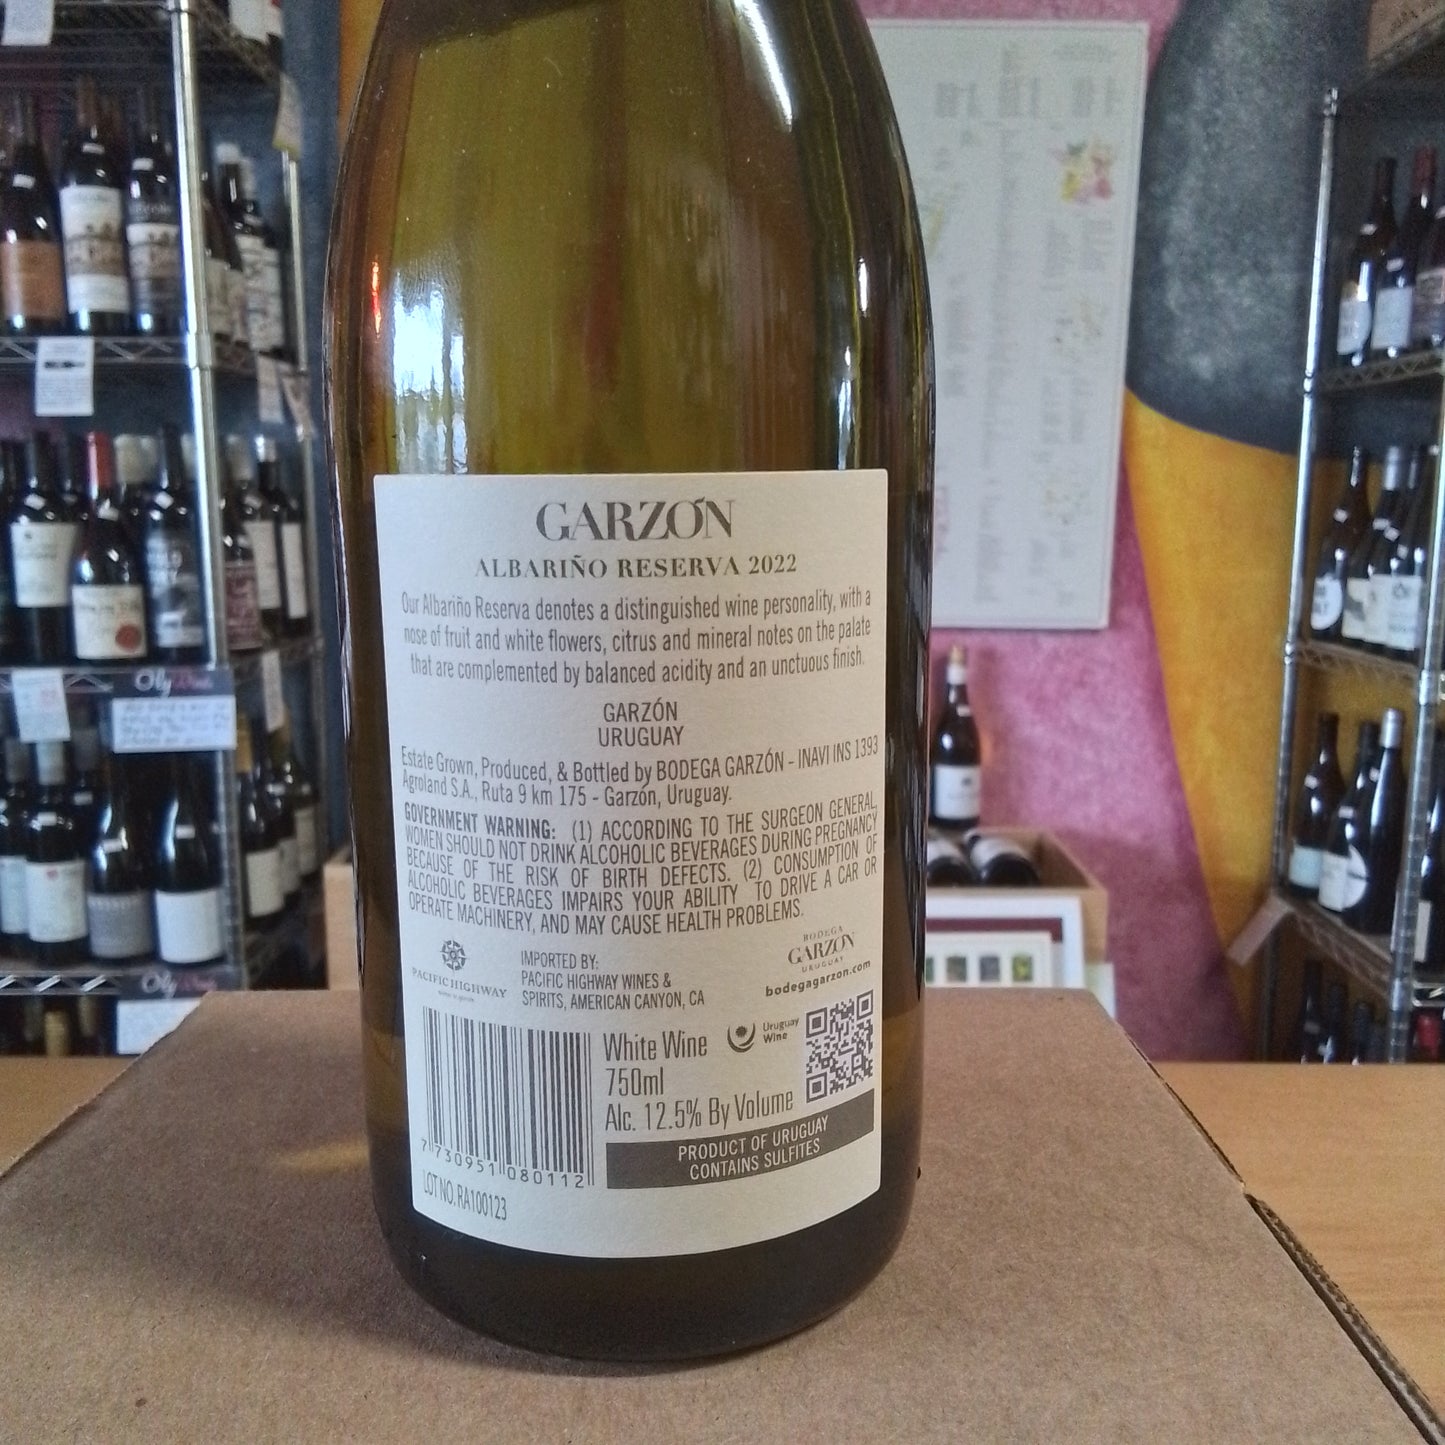 GARZÓN
ALBARIÑO RESERVA 2022
Our Albariño Reserva denotes a distinguished wine personality, with a
nose of fruit and white flowers, citrus and mineral notes on the palate
that are complemented by balanced acidity and an unctuous finish.
GARZÓN
URUGUAY
Estate Grown, Produced, & Bottled by BODEGA GARZÓN - INAVI INS 1393
Agroland S.A., Ruta 9 km 175 - Garzón, Uruguay.
GOVERNMENT WARNING: (1) ACCORDING TO THE SURGEON GENERAL,
WOMEN SHOULD NOT DRINK ALCOHOLIC BEVERAGES DURING PREGNANCY
BECAUSE OF THE RISK OF BIRTH DEFECTS. (2) CONSUMPTION OF
ALCOHOLIC BEVERAGES IMPAIRS YOUR ABILITY TO DRIVE A CAR OR
OPERATE MACHINERY, AND MAY CAUSE HEALTH PROBLEMS.
PACIFIC HIGHWAY
IMPORTED BY:
PACIFIC HIGHWAY WINES &
SPIRITS, AMERICAN CANYON, CA
BODEGA
GARZÓN
URUGUAY
bodegagarzon.com
White Wine
750ml
Alc. 12.5% By Volume
Uruguay
Wine
PRODUCT OF URUGUAY
CONTAINS SULFITES
7 730951 080112
LOT NO. RA100123
Oly Wine